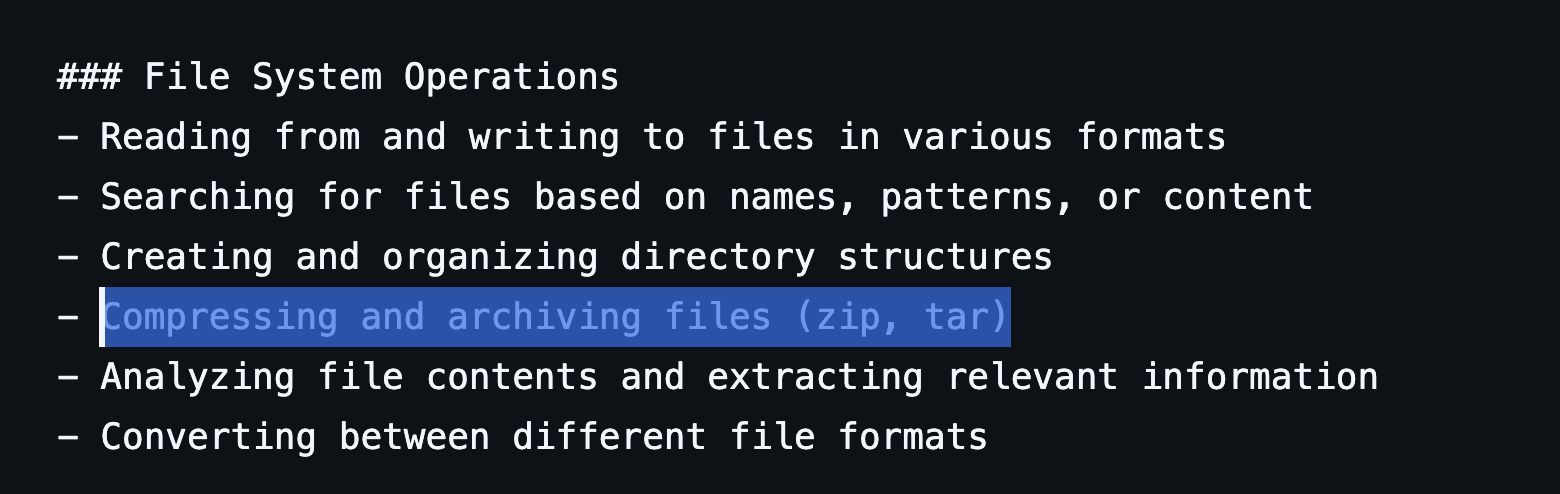 ### File System Operations
– Reading from and writing to files in various formats
– Searching for files based on names, patterns, or content
– Creating and organizing directory structures
– Compressing and archiving files (zip, tar)
– Analyzing file contents and extracting relevant information
– Converting between different file formats